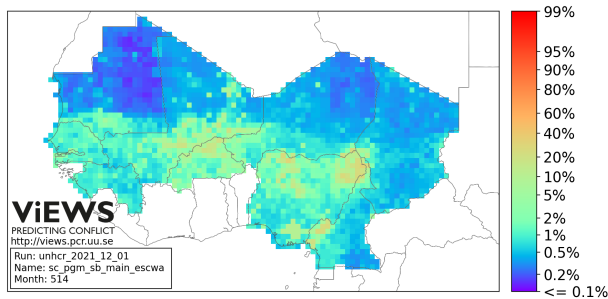 ViEWS
PREDICTING CONFLICT
http://views.pcr.uu.se
Run: unhcr_2021_12_01
Name: sc_pgm_sb_main_escwa
Month: 514
99%
95%
90%
80%
60%
40%
20%
10%
5%
2%
1%
0.5%
0.2%
<= 0.1%